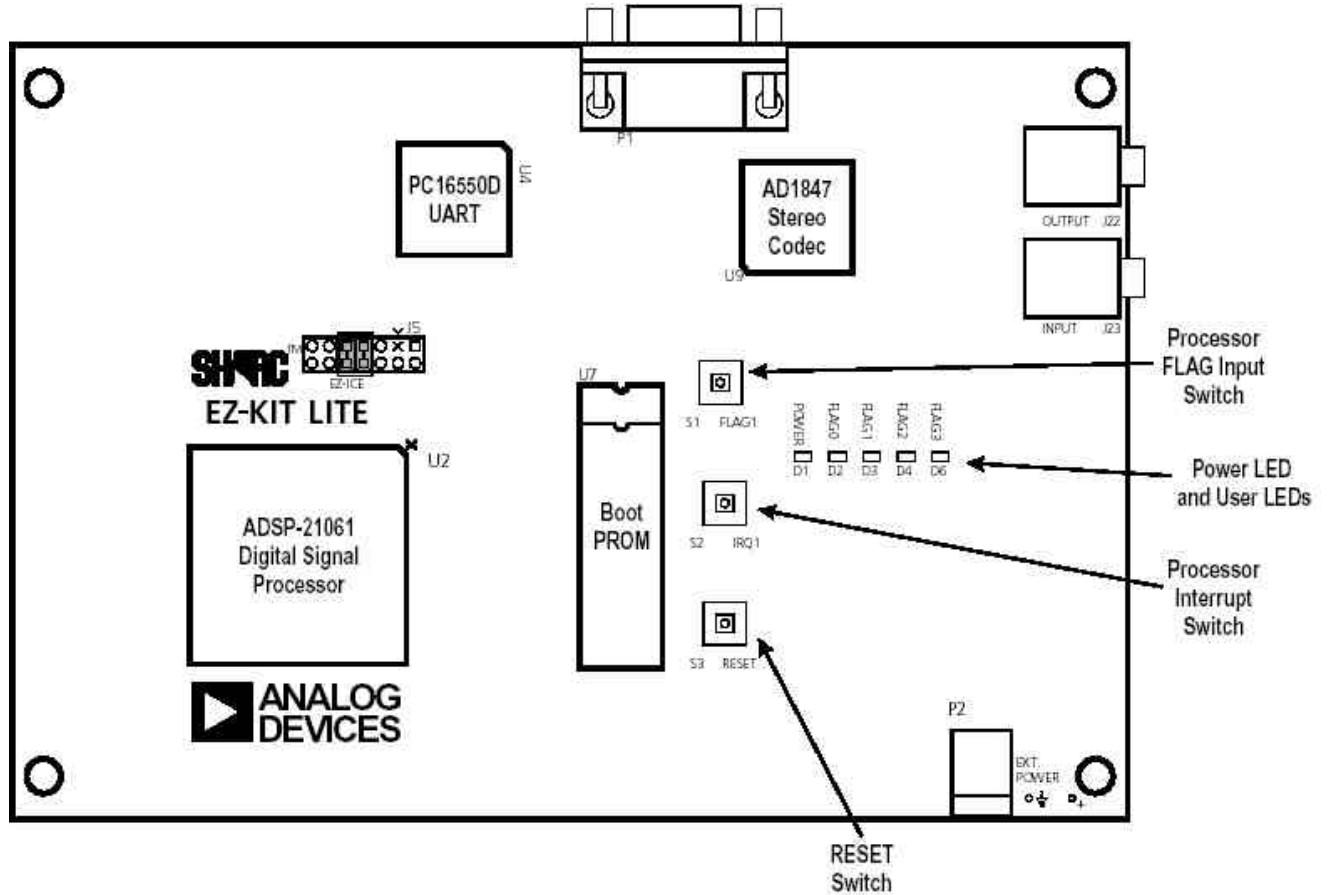 P1
PC16550D
UART
U4
AD1847
Stereo
Codec
U9
OUTPUT J22
INPUT J23
J5
EZ-ICE
SHARC
EZ-KIT LITE
U2
ADSP-21061
Digital Signal
Processor
ANALOG
DEVICES
U7
Boot
PROM
S1 FLAG1
S2 IRQ1
S3 RESET
POWER FLAG0 FLAG1 FLAG2 FLAG3
D1 D2 D3 D4 D6
P2
EXT.
POWER
+
Processor
FLAG Input
Switch
Power LED
and User LEDs
Processor
Interrupt
Switch
RESET
Switch